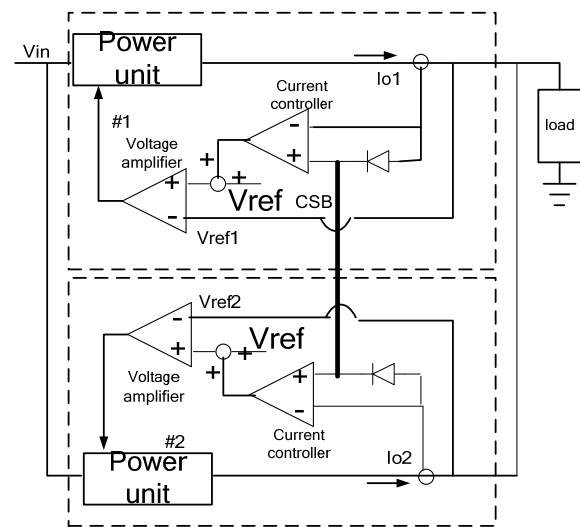 Vin
Power
unit
Io1
Current
controller
#1
Voltage
amplifier
-
+
+
+
+
-
Vref
CSB
Vref1
load
Vref2
-
+
Vref
+
+
+
-
Voltage
amplifier
Current
controller
#2
Power
unit
Io2